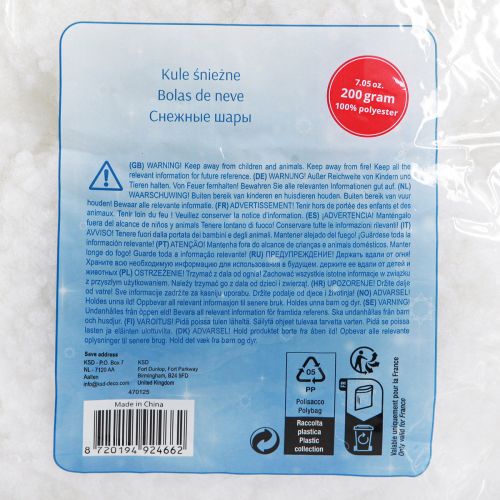 Kule śnieżne
Bolas de neve
Снежные шары
7.05 oz.
200 gram
100% polyester
(GB) WARNING! Keep away from children and animals. Keep away from fire! Keep all the
relevant information for future reference. (DE) WARNUNG! Außer Reichweite von Kindern und
Tieren halten. Von Feuer fernhalten! Bewahren Sie alle relevanten Informationen gut auf. (NL)
WAARSCHUWING! Buiten bereik van kinderen en huisdieren houden. Buiten bereik van vuur
houden! Bewaar alle relevante informatie.
(FR) AVERTISSEMENT! Tenir hors de portée des enfants et des
animaux. Tenir loin du feu ! Veuillez conserver la notice d'information. (ES) ¡ADVERTENCIA! Manténgalo
fuera del alcance de niños y animales Tenere lontano di fuoco! Conservare tutte le istruzioni rilevanti. (IT)
AVVISO! Tenere fuori dalla portata dei bambini e degli animali. Mantener alejado del fuego! ¡Guárdese toda la
información relevante! (PT) ATENÇÃO! Mantenha fora do alcance de crianças e animais domésticos. Manter
longe do fogo! Guarde toda a informação relevante! (RU) ПРЕДУПРЕЖДЕНИЕ! Держать вдали от огня!
Храните всю необходимую информацию для использования в будущем. держите ее вдали от детей и
животных (PL) OSTRZEŻENIE! Trzymać z dala od ognia! Zachować wszystkie istotne informacje w związku
z przyszłym użytkowaniem. Należy trzymać z dala od dzieci i zwierząt. (HR) UPOZORENJE! Držite dalje
od vatre! Sve informacije zadržite za kasniju uporabu. Držite podalje od djece i životinja! (NO) ADVARSEL!
Holdes unna ild! Oppbevar all relevant informasjon til senere bruk. Hold unna barn og dyr. (SE) VARNING!
Undanhålles från öppen eld! Bevara all relevant information för framtida referens. Ska undanhållas från barn
och husdjur. (FI) VAROITUS! Pidä poissa tulen lähettyviltä. Säilytä ohjeet tulevaa tarvetta varten. Pidä se poissa
lasten ja eläinten ulottuvilta. (DK) ADVARSEL! Hold produktet borte fra åben ild! Opbevar alle relevante
oplysninger til senere brug. Hold det væk fra børn og dyr.
Save address
KSD - P.O. Box 7
NL - 7120 AA
Aalten
info@ksd-deco.com
KSD
Fort Dunlop, Fort Parkway
Birmingham, B24 9FD
United Kingdom
470125
Made in China
8 720194 924662
05
PP
Polisacco
Polybag
Raccolta
plastica
Plastic
collection
FR
Valable uniquement pour la France
Only valid for France